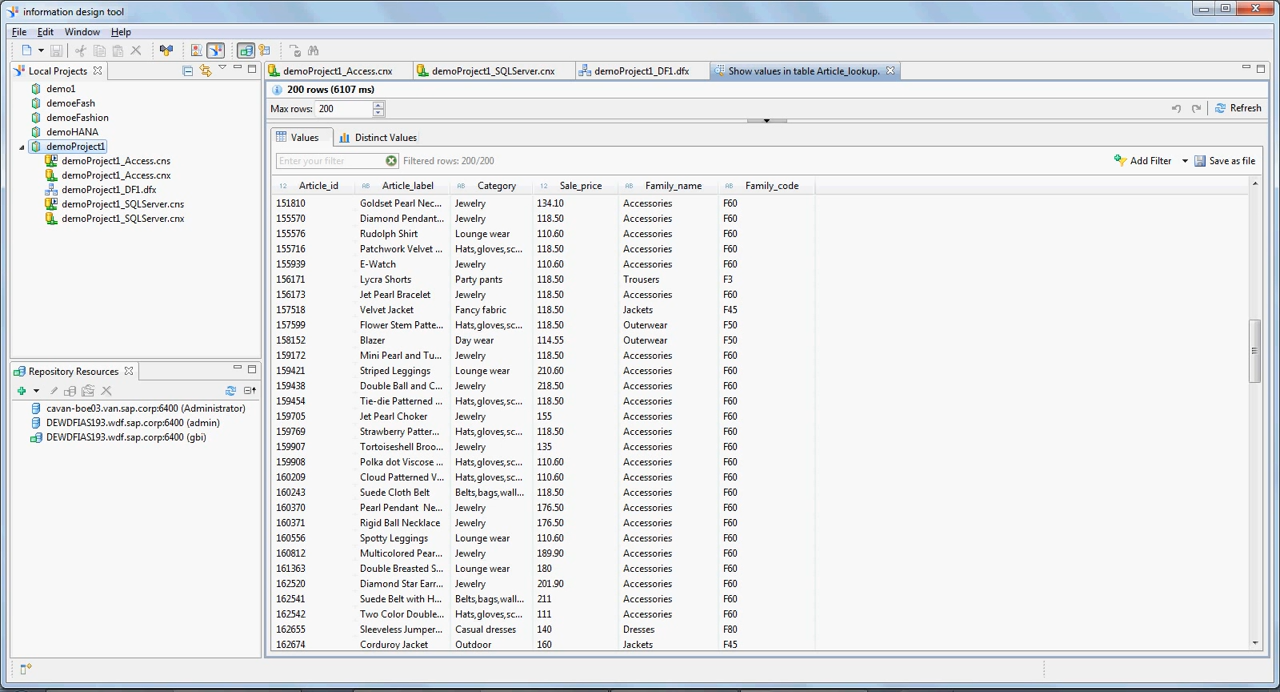 information design tool
File Edit Window Help
Local Projects
demo1
demoeFash
demoeFashion
demoHANA
demoProject1
demoProject1_Access.cns
demoProject1_Access.cnx
demoProject1_DF1.dfx
demoProject1_SQLServer.cns
demoProject1_SQLServer.cnx
Repository Resources
cavan-boe03.van.sap.corp:6400 (Administrator)
DEWDFIAS193.wdf.sap.corp:6400 (admin)
DEWDFIAS193.wdf.sap.corp:6400 (gbi)
demoProject1_Access.cnx demoProject1_SQLServer.cnx demoProject1_DF1.dfx Show values in table Article_lookup.
200 rows (6107 ms)
Max rows: 200 Refresh
Values Distinct Values
Enter your filter Filtered rows: 200/200 Add Filter Save as file
12 Article_id AB Article_label AB Category 12 Sale_price AB Family_name AB Family_code
151810 Goldset Pearl Nec... Jewelry 134.10 Accessories F60
155570 Diamond Pendant... Jewelry 118.50 Accessories F60
155576 Rudolph Shirt Lounge wear 110.60 Accessories F60
155716 Patchwork Velvet ... Hats,gloves,sc... 118.50 Accessories F60
155939 E-Watch Jewelry 110.60 Accessories F60
156171 Lycra Shorts Party pants 118.50 Trousers F3
156173 Jet Pearl Bracelet Jewelry 118.50 Accessories F60
157518 Velvet Jacket Fancy fabric 118.50 Jackets F45
157599 Flower Stem Patte... Hats,gloves,sc... 118.50 Outerwear F50
158152 Blazer Day wear 114.55 Outerwear F50
159172 Mini Pearl and Tu... Jewelry 118.50 Accessories F60
159421 Striped Leggings Lounge wear 210.60 Accessories F60
159438 Double Ball and C... Jewelry 218.50 Accessories F60
159454 Tie-die Patterned ... Hats,gloves,sc... 118.50 Accessories F60
159705 Jet Pearl Choker Jewelry 155 Accessories F60
159769 Strawberry Patter... Hats,gloves,sc... 118.50 Accessories F60
159907 Tortoiseshell Broo... Jewelry 135 Accessories F60
159908 Polka dot Viscose ... Hats,gloves,sc... 110.60 Accessories F60
160209 Cloud Patterned V... Hats,gloves,sc... 110.60 Accessories F60
160243 Suede Cloth Belt Belts,bags,wall... 118.50 Accessories F60
160370 Pearl Pendant  Ne... Jewelry 176.50 Accessories F60
160371 Rigid Ball Necklace Jewelry 176.50 Accessories F60
160556 Spotty Leggings Lounge wear 110.60 Accessories F60
160812 Multicolored Pear... Jewelry 189.90 Accessories F60
161363 Double Breasted S... Lounge wear 180 Accessories F60
162520 Diamond Star Earr... Jewelry 201.90 Accessories F60
162541 Suede Belt with H... Belts,bags,wall... 211 Accessories F60
162542 Two Color Double... Hats,gloves,sc... 111 Accessories F60
162655 Sleeveless Jumper... Casual dresses 140 Dresses F80
162674 Corduroy Jacket Outdoor 160 Jackets F45